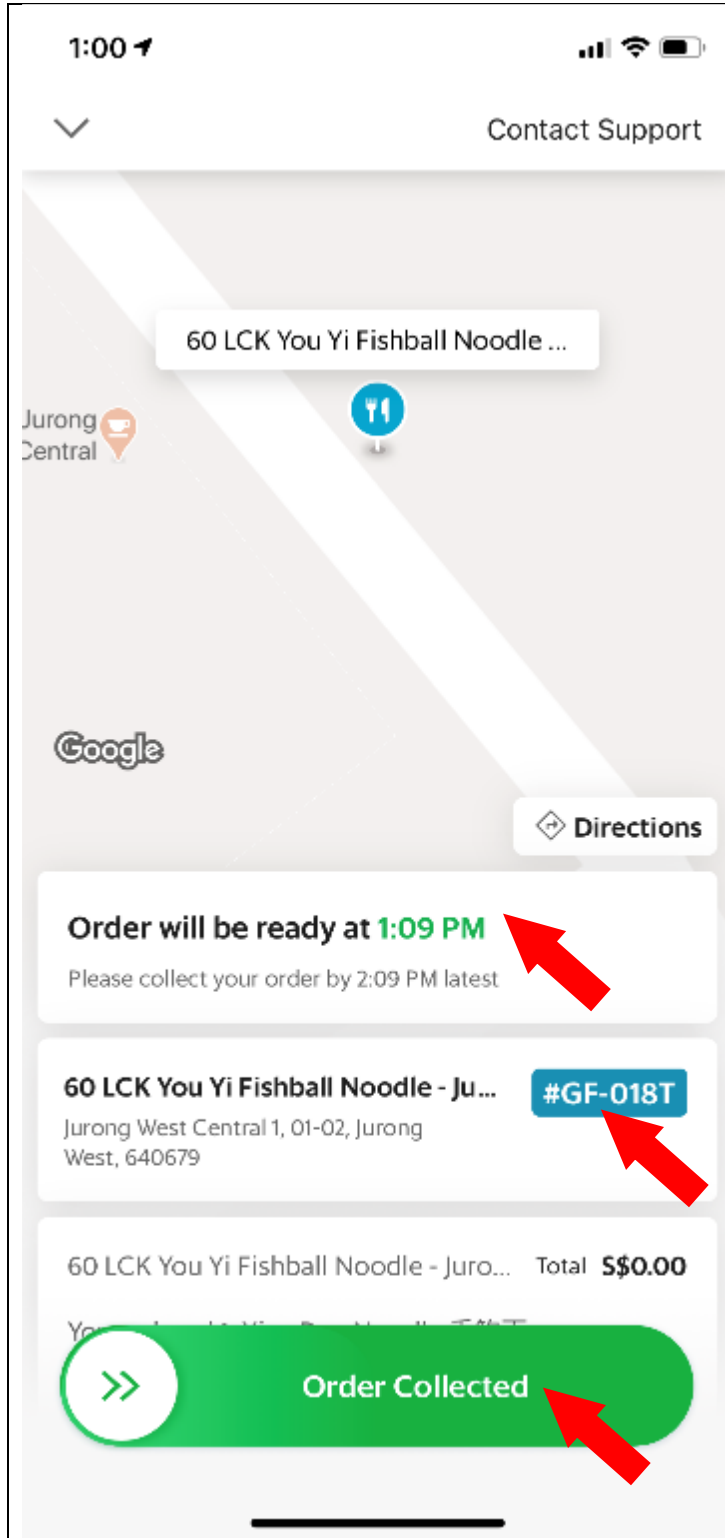 1:00
Contact Support
60 LCK You Yi Fishball Noodle ...
Jurong
Central
Google
Directions
Order will be ready at 1:09 PM
Please collect your order by 2:09 PM latest
60 LCK You Yi Fishball Noodle - Ju...
#GF-018T
Jurong West Central 1, 01-02, Jurong
West, 640679
60 LCK You Yi Fishball Noodle - Juro...
Total S$0.00
Order Collected